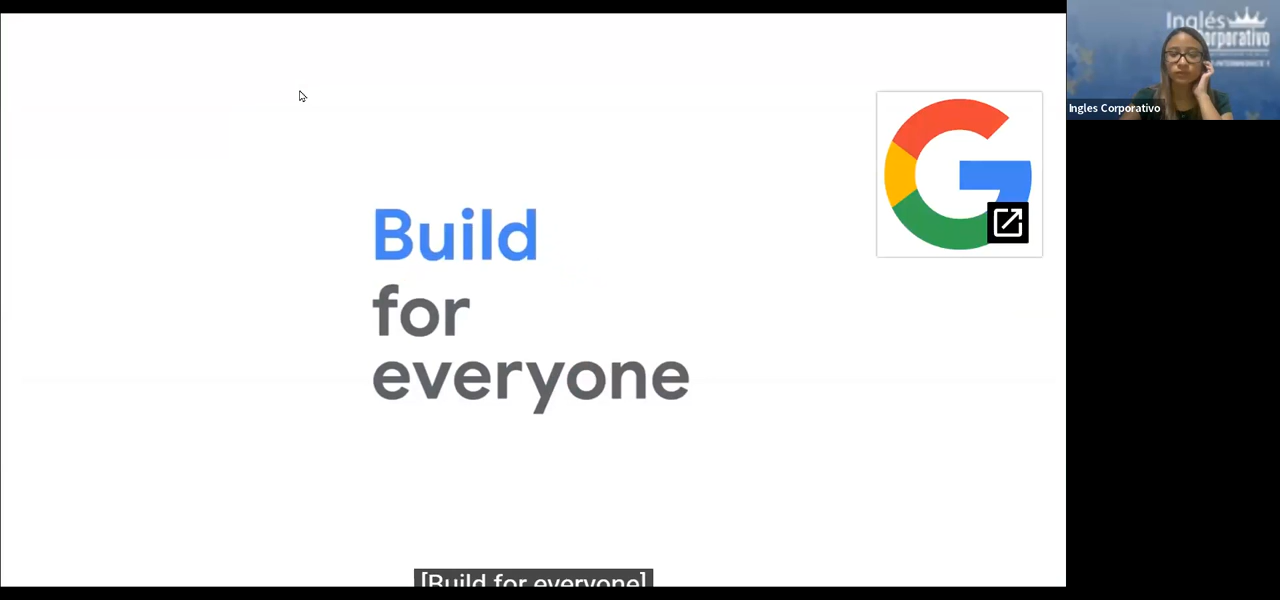 Build
for
everyone
[Build for everyone]
Inglés
Corporativo
Ingles Corporativo